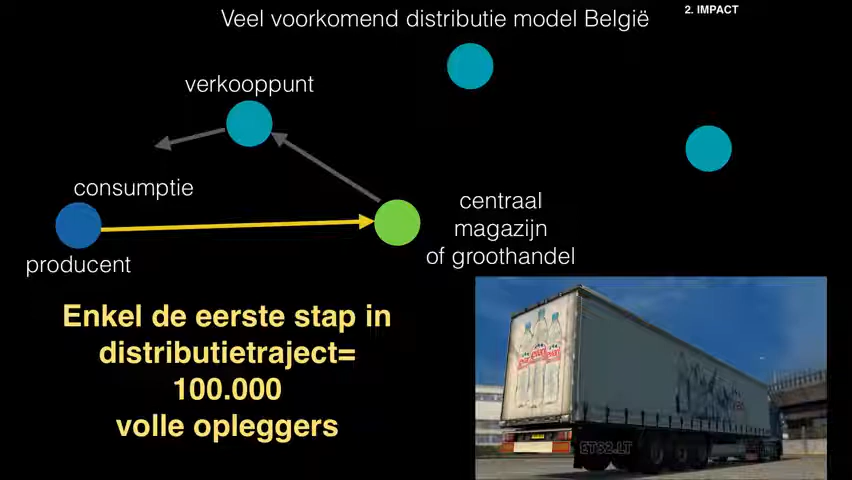 Veel voorkomend distributie model België
2. IMPACT
verkooppunt
consumptie
producent
centraal
magazijn
of groothandel
Enkel de eerste stap in
distributietraject=
100.000
volle opleggers
ETS2.LT